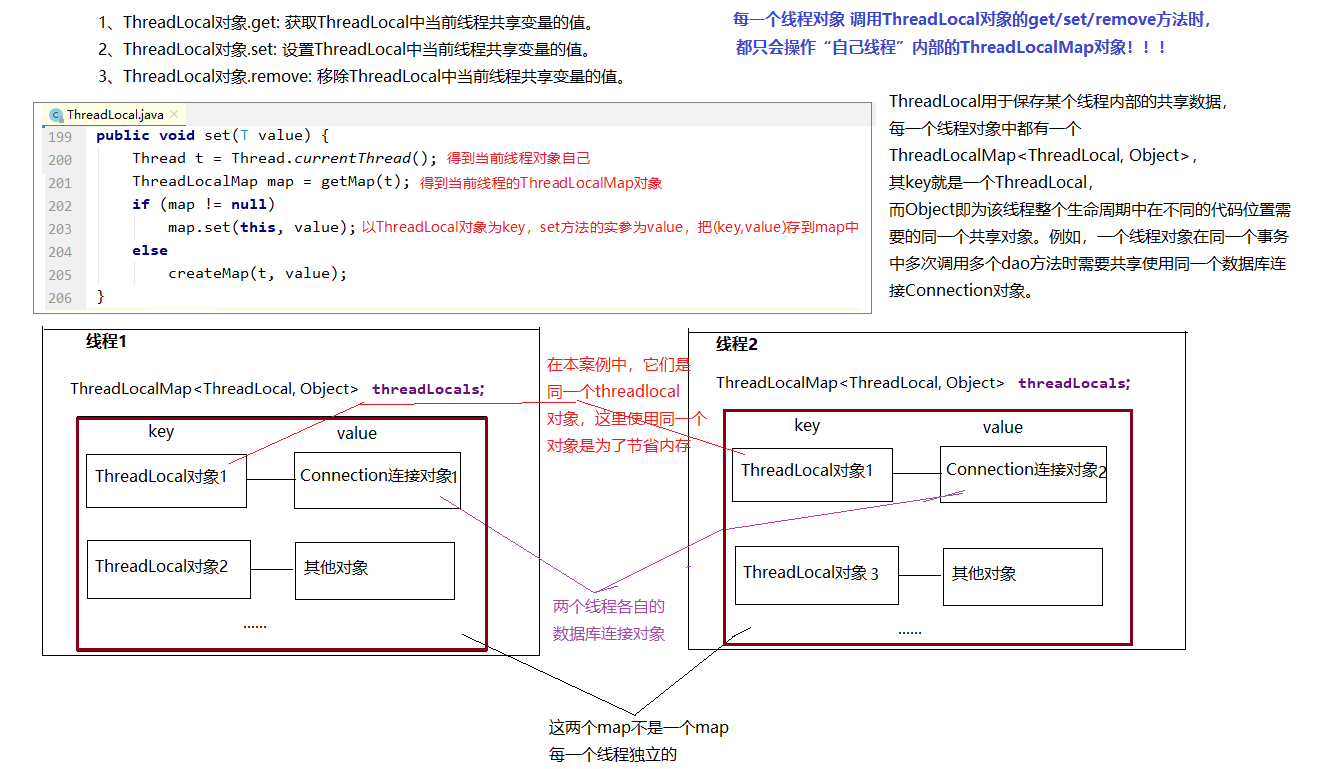 1、ThreadLocal对象.get: 获取ThreadLocal中当前线程共享变量的值。
2、ThreadLocal对象.set: 设置ThreadLocal中当前线程共享变量的值。
3、ThreadLocal对象.remove: 移除ThreadLocal中当前线程共享变量的值。
每一个线程对象 调用ThreadLocal对象的get/set/remove方法时，
都只会操作“自己线程”内部的ThreadLocalMap对象！！！
ThreadLocal.java
199 public void set(T value) {
200 Thread t = Thread.currentThread(); 得到当前线程对象自己
201 ThreadLocalMap map = getMap(t); 得到当前线程的ThreadLocalMap对象
202 if (map != null)
203 map.set(this, value); 以ThreadLocal对象为key，set方法的实参为value，把(key,value)存到map中
204 else
205 createMap(t, value);
206 }
ThreadLocal用于保存某个线程内部的共享数据，
每一个线程对象中都有一个
ThreadLocalMap<ThreadLocal, Object>，
其key就是一个ThreadLocal，
而Object即为该线程整个生命周期中在不同的代码位置需
要的同一个共享对象。例如，一个线程对象在同一个事务
中多次调用多个dao方法时需要共享使用同一个数据库连
接Connection对象。
线程1
ThreadLocalMap<ThreadLocal, Object> threadLocals;
key value
ThreadLocal对象1 Connection连接对象1
ThreadLocal对象2 其他对象
......
在本案例中，它们是
同一个threadlocal
对象，这里使用同一个
对象是为了节省内存
两个线程各自的
数据库连接对象
线程2
ThreadLocalMap<ThreadLocal, Object> threadLocals;
key value
ThreadLocal对象1 Connection连接对象2
ThreadLocal对象3 其他对象
......
这两个map不是一个map
每一个线程独立的